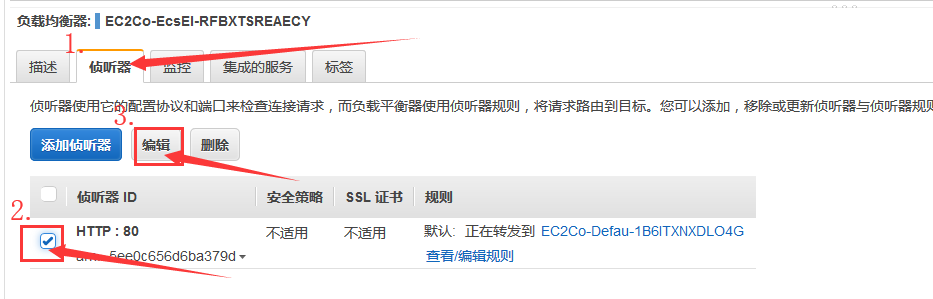 负载均衡器: EC2Co-EcsEl-RFBXTSREAECY
1.
描述 侦听器 监控 集成的服务 标签
侦听器使用它的配置协议和端口来检查连接请求，而负载平衡器使用侦听器规则，将请求路由到目标。您可以添加，移除或更新侦听器与侦听器规则
3.
添加侦听器 编辑 删除
侦听器 ID 安全策略 SSL 证书 规则
2.
HTTP : 80 不适用 不适用 默认: 正在转发到 EC2Co-Defau-1B6ITXNXDLO4G
arn...5ee0c656d6ba379d 查看/编辑规则